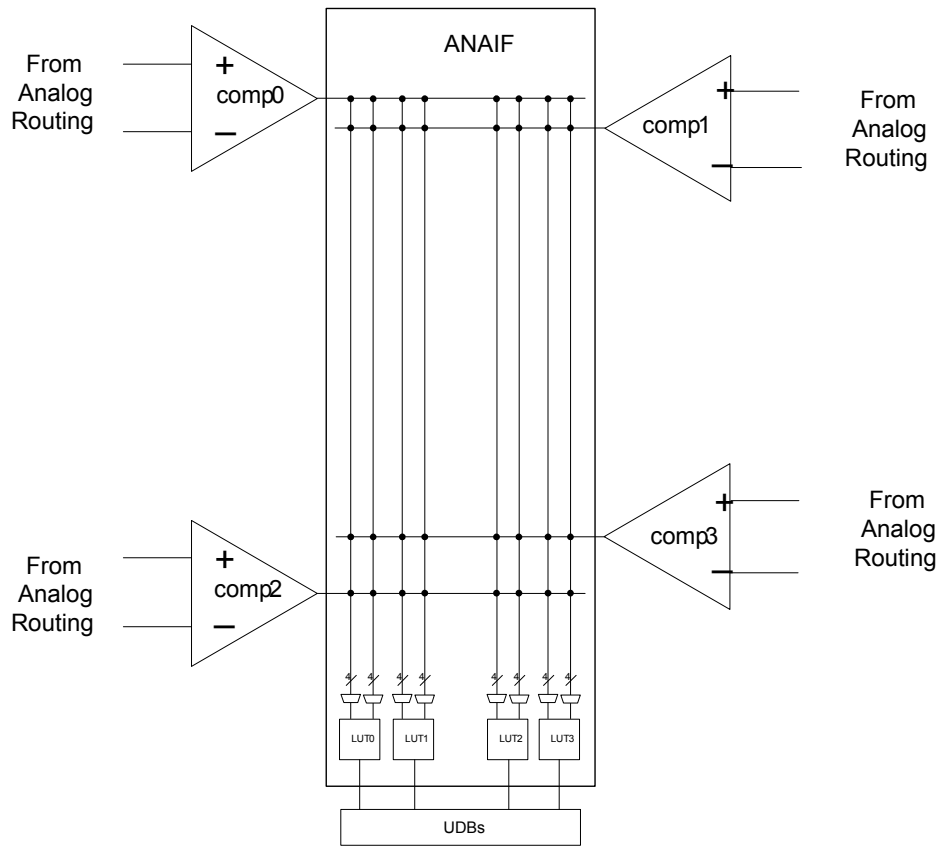 ANAIF
From
Analog
Routing
+
comp0
−
+
comp1
−
From
Analog
Routing
From
Analog
Routing
+
comp2
−
+
comp3
−
From
Analog
Routing
4 4 4 4 4 4 4 4
LUT0 LUT1 LUT2 LUT3
UDBs